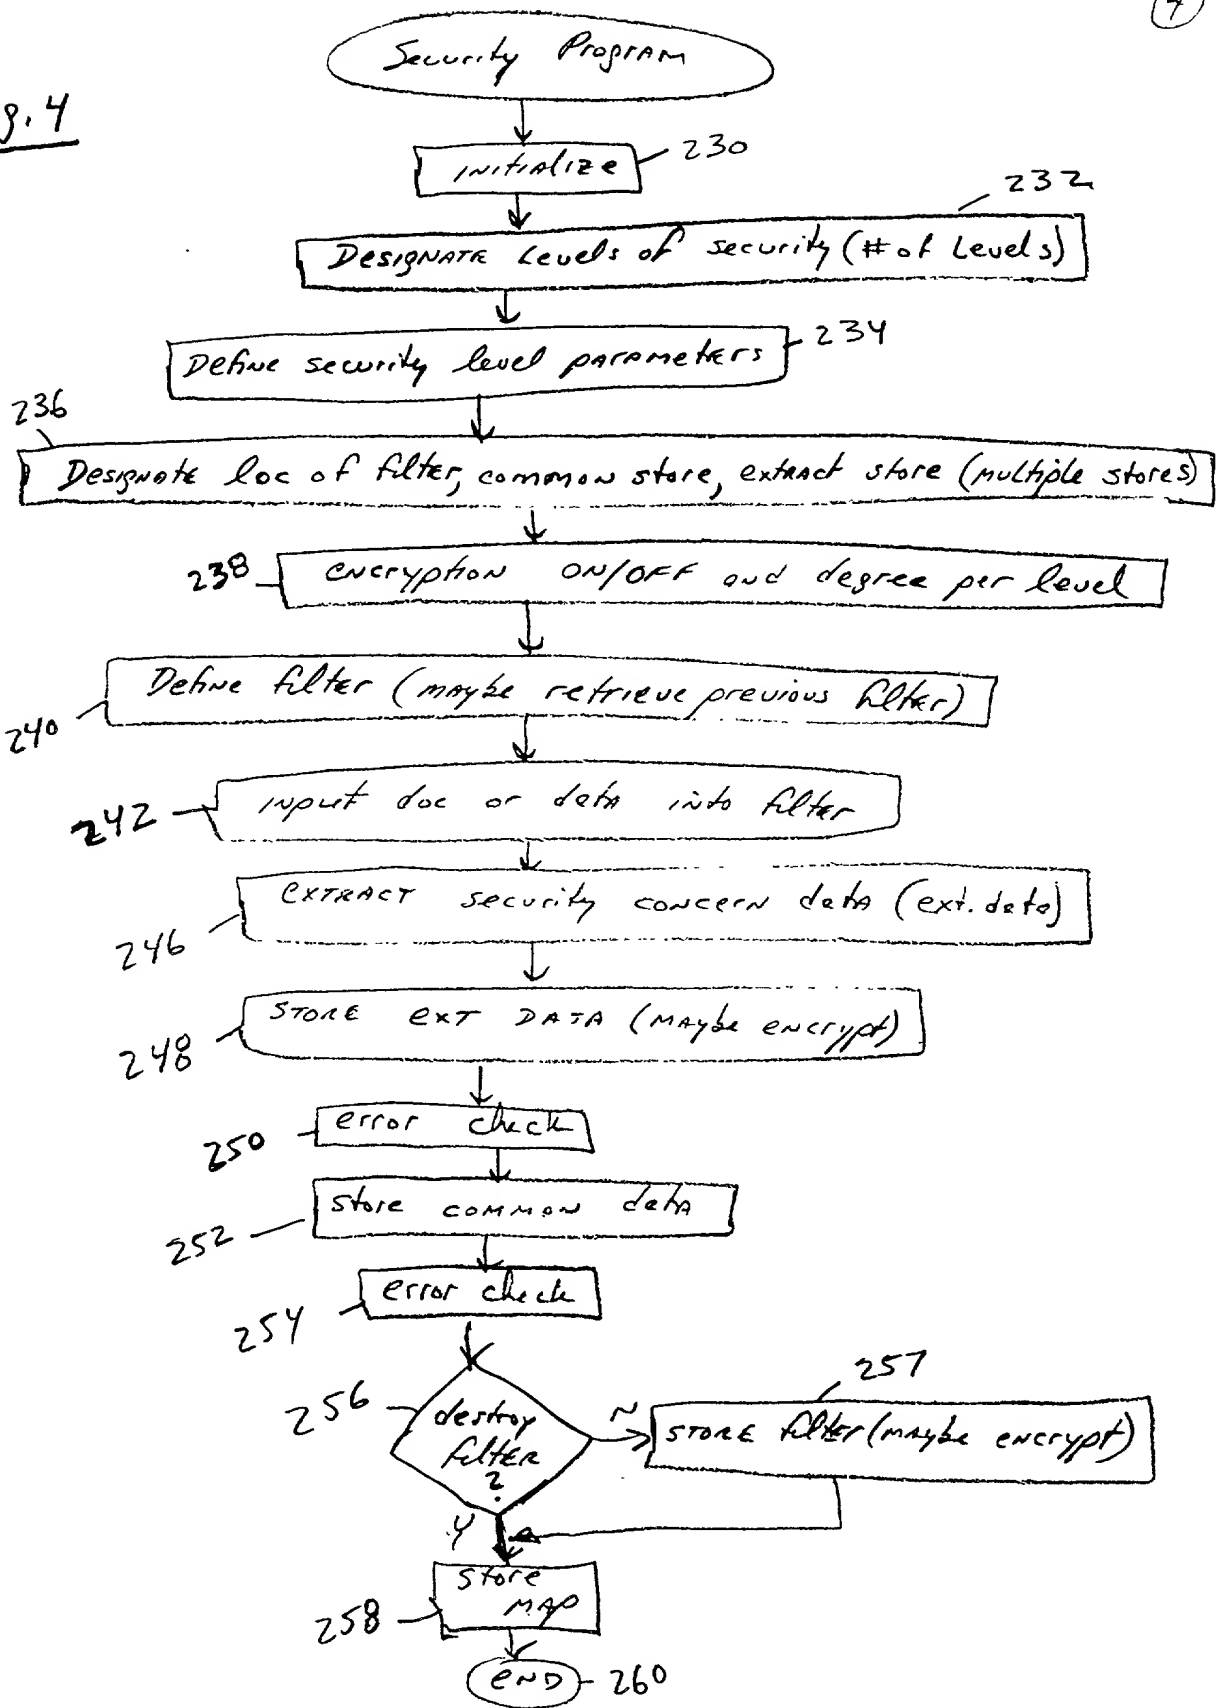 4
g. 4
Security Program
initialize
230
232
Designate Levels of security (# of Levels)
234
Define security level parameters
236
Designate loc of filter, common store, extract store (multiple stores)
238
encryption ON/OFF and degree per level
Define filter (maybe retrieve previous filter)
240
input doc or data into filter
242
extract security concern data (ext. data)
246
STORE EXT DATA (maybe encrypt)
248
error check
250
store common data
252
error check
254
257
256
destroy
filter
?
N
STORE filter (maybe encrypt)
Y
store
MAP
258
END
260